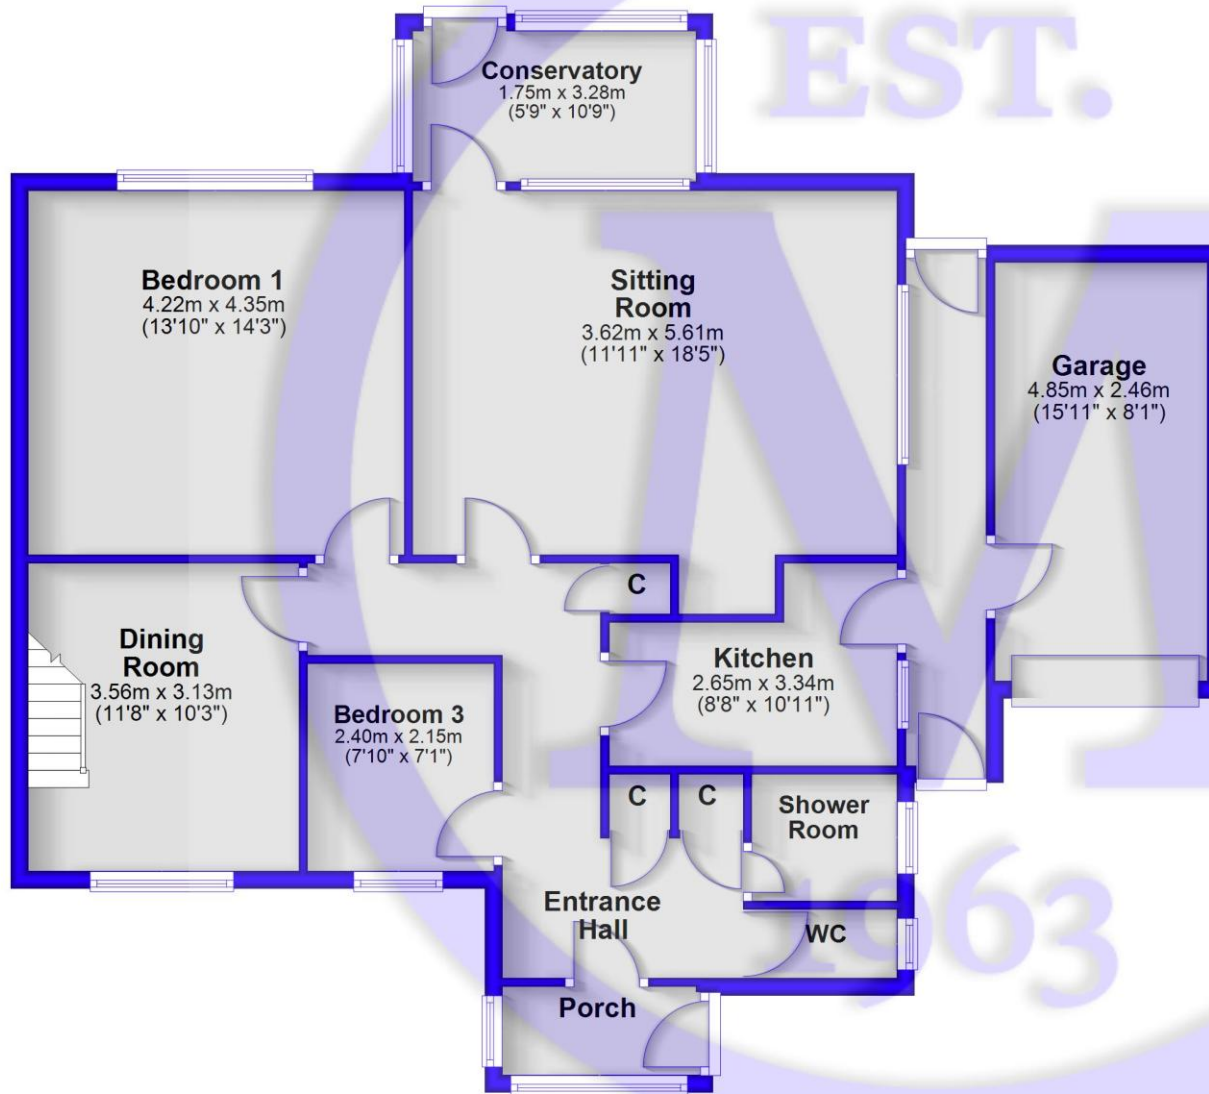 EST.
Conservatory
1.75m x 3.28m
(5'9" x 10'9")
Bedroom 1
4.22m x 4.35m
(13'10" x 14'3")
Sitting
Room
3.62m x 5.61m
(11'11" x 18'5")
Garage
4.85m x 2.46m
(15'11" x 8'1")
C
Dining
Room
3.56m x 3.13m
(11'8" x 10'3")
Kitchen
2.65m x 3.34m
(8'8" x 10'11")
Bedroom 3
2.40m x 2.15m
(7'10" x 7'1")
C
C
Shower
Room
Entrance
Hall
WC
1963
Porch
M